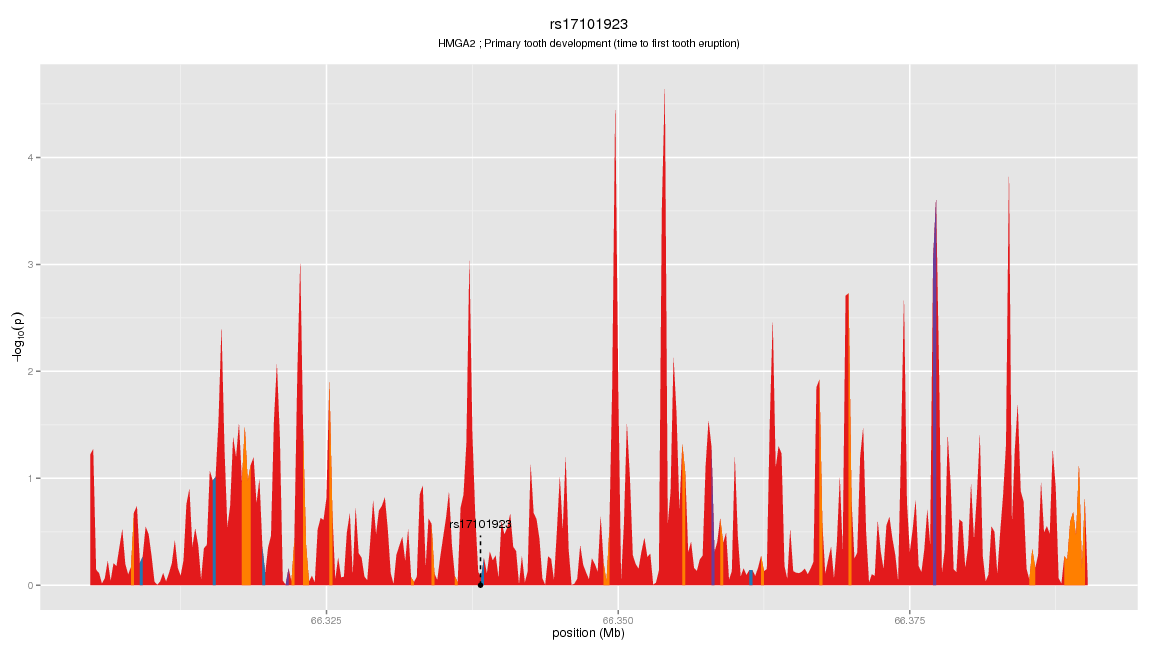 rs17101923
HMGA2 ; Primary tooth development (time to first tooth eruption)
−log10(p)
4
3
2
1
0
rs17101923
66.325 66.350 66.375
position (Mb)